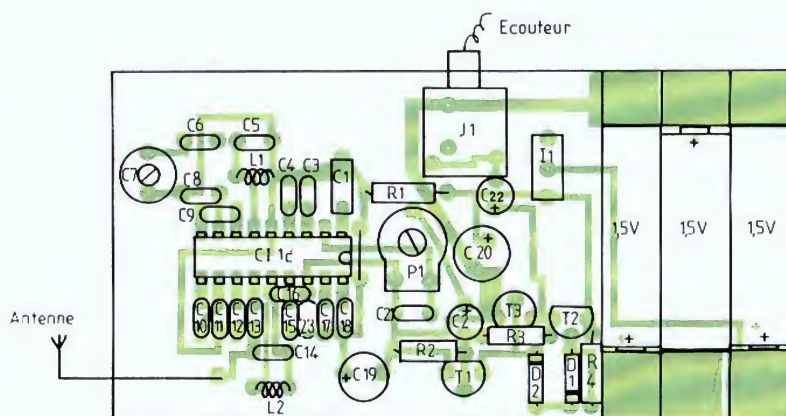 Ecouteur
J1
C6
C5
L1
C7
C8
C9
C4
C3
C1
R1
C22
I1
1,5V
1,5V
1,5V
+
+
+
CI 1d
P1
C20
+
+
C16
C10
C11
C12
C13
C15
C23
C17
C18
C21
C2
+
T3
T2
R3
Antenne
C14
R2
+
C19
T1
D2
D1
R4
L2